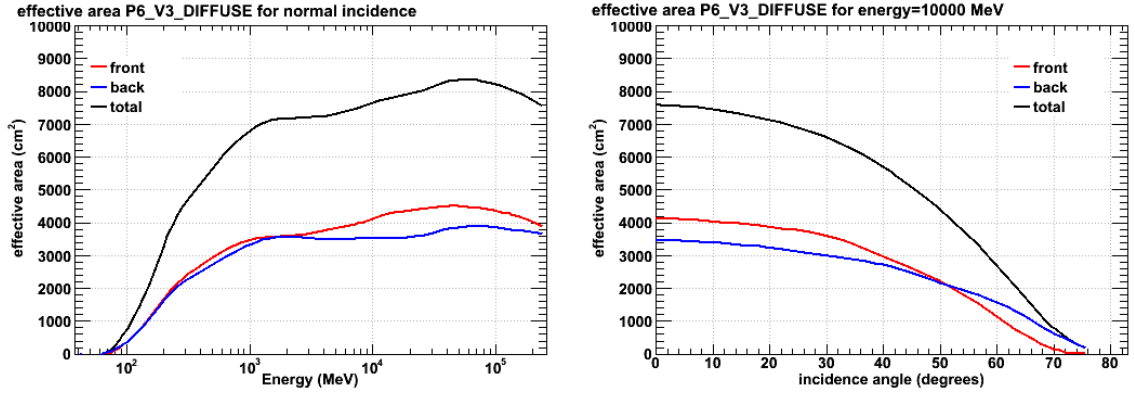 effective area P6_V3_DIFFUSE for normal incidence
effective area (cm²)
10000
9000
8000
7000
6000
5000
4000
3000
2000
1000
0
front
back
total
10² 10³ 10⁴ 10⁵
Energy (MeV)
effective area P6_V3_DIFFUSE for energy=10000 MeV
effective area (cm²)
10000
9000
8000
7000
6000
5000
4000
3000
2000
1000
0
front
back
total
0 10 20 30 40 50 60 70 80
incidence angle (degrees)